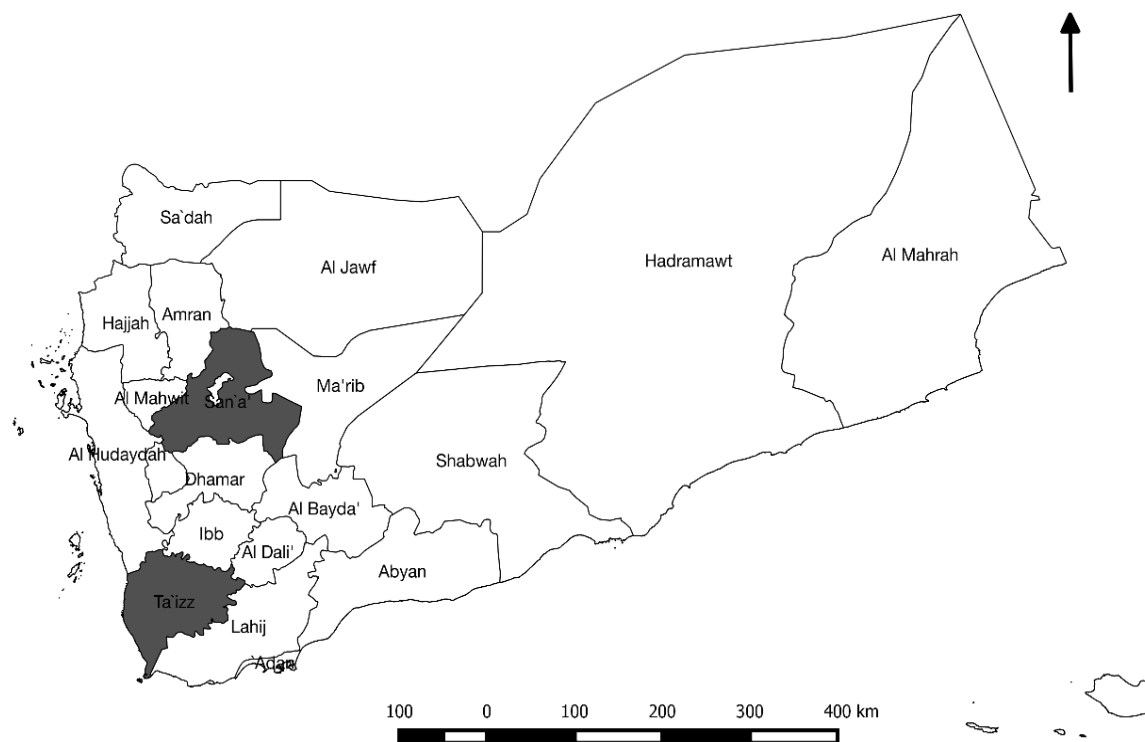 Sa`dah
Al Jawf
Hadramawt
Al Mahrah
Hajjah
Amran
Ma'rib
Al Mahwit
San`a'
Al Hudaydah
Shabwah
Dhamar
Al Bayda'
Ibb
Al Dali'
Abyan
Ta`izz
Lahij
`Adan
100 0 100 200 300 400 km